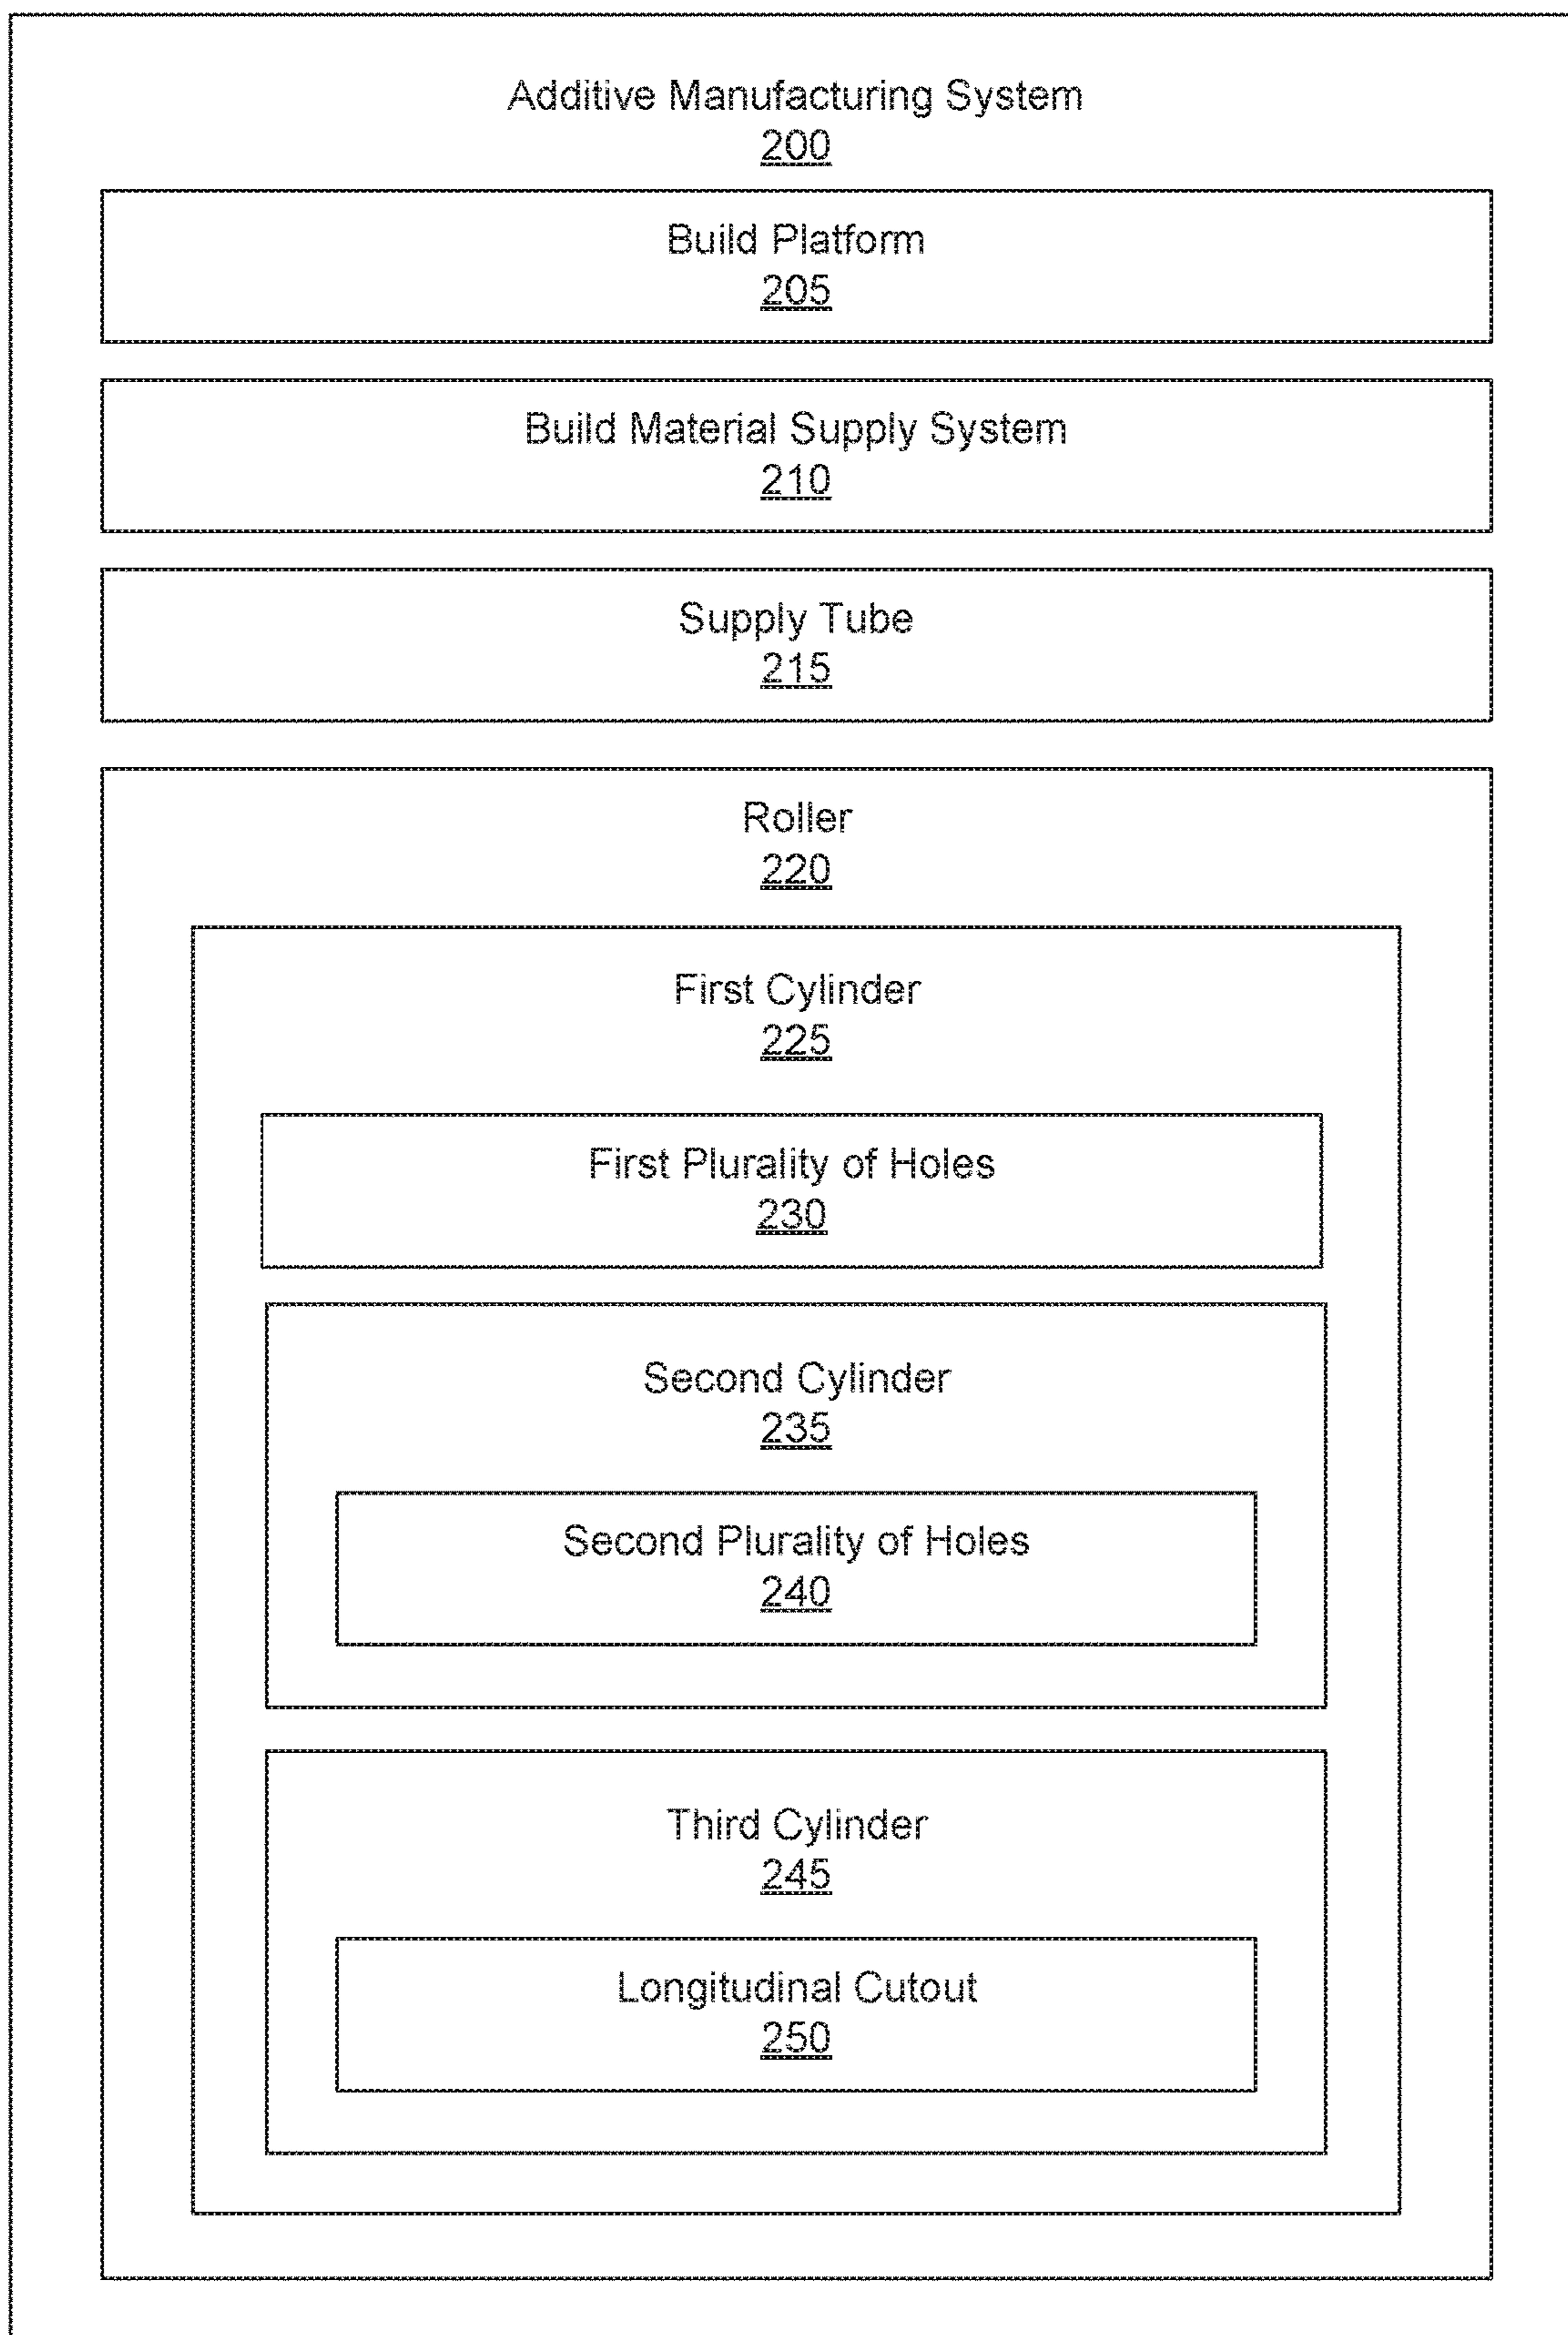 Additive Manufacturing System
200
Build Platform
205
Build Material Supply System
210
Supply Tube
215
Roller
220
First Cylinder
225
First Plurality of Holes
230
Second Cylinder
235
Second Plurality of Holes
240
Third Cylinder
245
Longitudinal Cutout
250